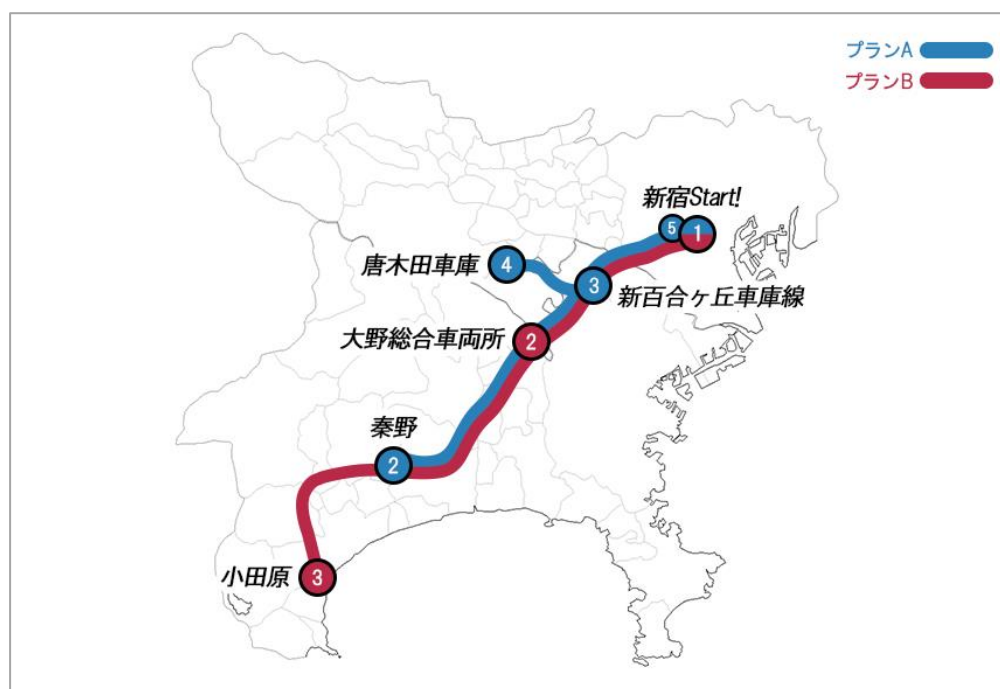 プランA
プランB
新宿Start!
5
1
唐木田車庫
4
3
新百合ヶ丘車庫線
大野総合車両所
2
秦野
2
小田原
3